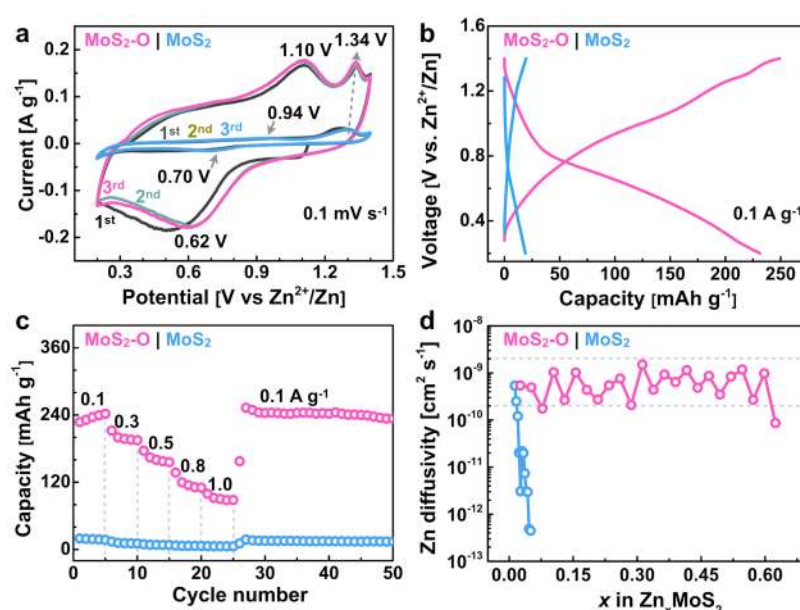 a
MoS2-O | MoS2
1.10 V
1.34 V
0.2
0.1
0.0
-0.1
-0.2
Current [A g-1]
1st 2nd 3rd
0.94 V
0.70 V
3rd
2nd
1st
0.62 V
0.1 mV s-1
0.3 0.6 0.9 1.2 1.5
Potential [V vs Zn2+/Zn]
b
MoS2-O | MoS2
1.4
0.8
0.4
Voltage [V vs. Zn2+/Zn]
0.1 A g-1
0 50 100 150 200 250
Capacity [mAh g-1]
c
MoS2-O | MoS2
360
240
120
0
Capacity [mAh g-1]
0.1
0.3
0.5
0.8
1.0
0.1 A g-1
0 10 20 30 40 50
Cycle number
d
MoS2-O | MoS2
10-8
10-9
10-10
10-11
10-12
10-13
Zn diffusivity [cm2 s-1]
0.00 0.15 0.30 0.45 0.60
x in ZnxMoS2